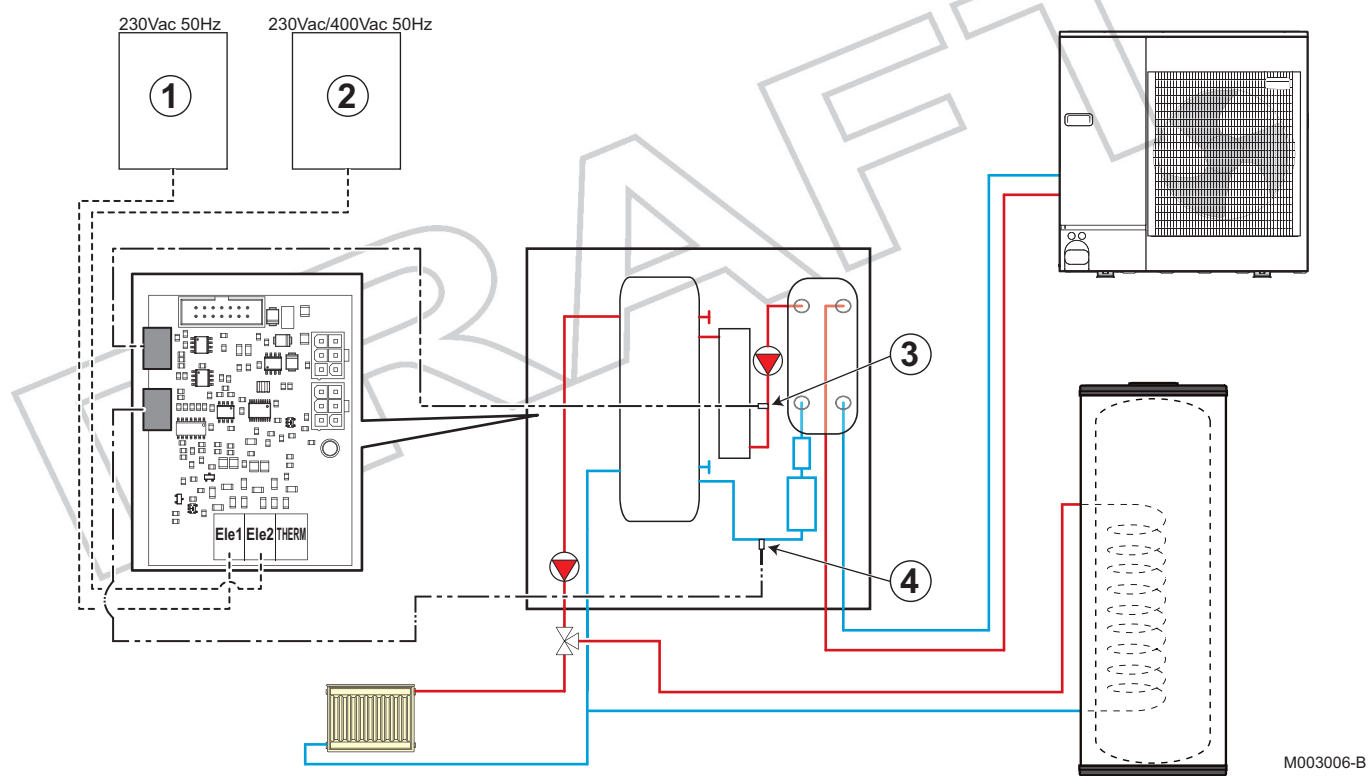 230Vac 50Hz
230Vac/400Vac 50Hz
1
2
DRAFT
3
Ele1 Ele2 THERM
4
M003006-B